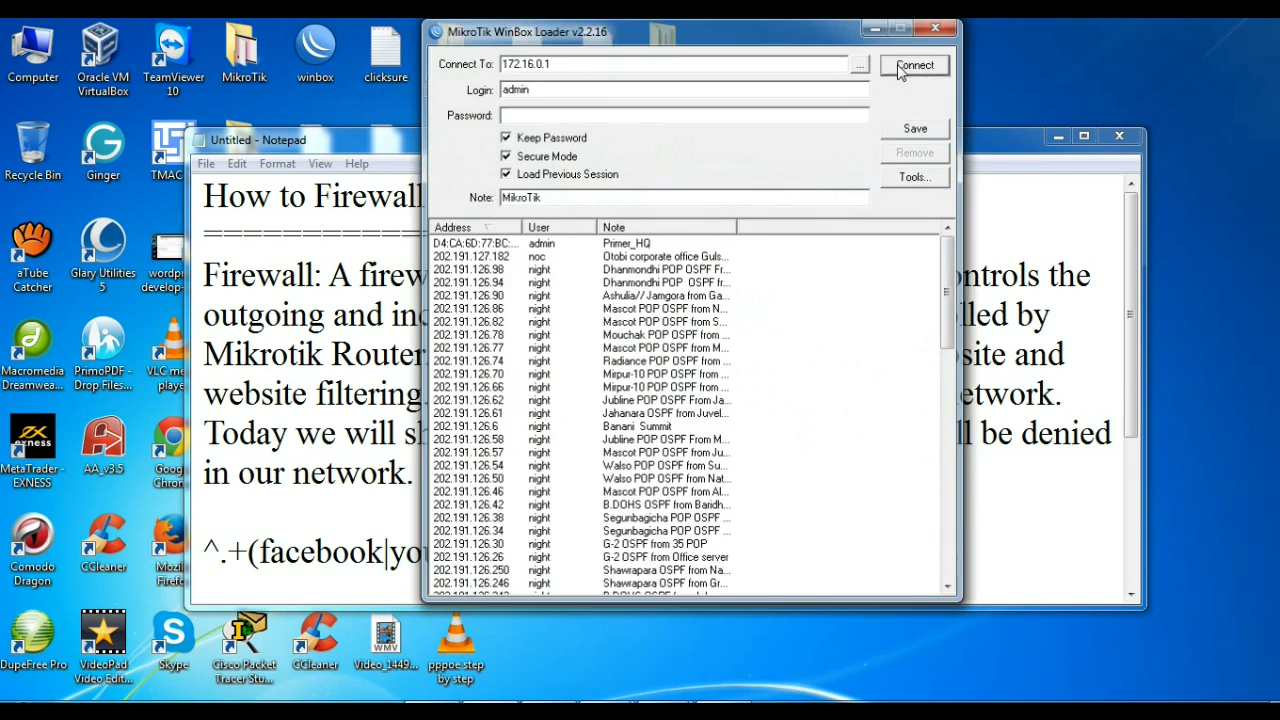 Computer
Oracle VM
VirtualBox
TeamViewer
10
MikroTik
winbox
clicksure
Recycle Bin
Ginger
TMAC
aTube
Catcher
Glary Utilities
5
wordp
develop-
Macromedia
Dreamwea...
PrimoPDF -
Drop Files...
VLC me
playe
MetaTrader -
EXNESS
AA_v3.5
Goog
Chron
Comodo
Dragon
CCleaner
Mozil
Firefo
DupeFree Pro
VideoPad
Video Edit...
Skype
Cisco Packet
Tracer Stu...
CCleaner
WMV
Video_1449...
pppoe step
by step
Untitled - Notepad
File Edit Format View Help
How to Firewall
==================
Firewall: A firew ontrols the
outgoing and inc led by
Mikrotik Router site and
website filtering. etwork.
Today we will sh ll be denied
in our network.
^.+(facebook|you
MikroTik WinBox Loader v2.2.16
Connect To: 172.16.0.1 ... Connect
Login: admin
Password:
Keep Password
Save
Secure Mode
Remove
Load Previous Session
Tools...
Note: MikroTik
Address User Note
D4:CA:6D:77:BC:... admin Primer_HQ
202.191.127.182 noc Otobi corporate office Guls...
202.191.126.98 night Dhanmondhi POP OSPF Fr...
202.191.126.94 night Dhanmondhi POP OSPF Fr...
202.191.126.90 night Ashulia// Jamgora from Ga...
202.191.126.86 night Mascot POP OSPF from N...
202.191.126.82 night Mascot POP OSPF from S...
202.191.126.78 night Mouchak POP OSPF from ...
202.191.126.77 night Mascot POP OSPF from M...
202.191.126.74 night Radiance POP OSPF from ...
202.191.126.70 night Mirpur-10 POP OSPF from ...
202.191.126.66 night Mirpur-10 POP OSPF from ...
202.191.126.62 night Jubline POP OSPF From Ja...
202.191.126.61 night Jahanara OSPF from Juvel...
202.191.126.6 night Banani Summit
202.191.126.58 night Jubline POP OSPF From M...
202.191.126.57 night Mascot POP OSPF from Ju...
202.191.126.54 night Walso POP OSPF from Su...
202.191.126.50 night Walso POP OSPF from Na...
202.191.126.46 night Mascot POP OSPF from Al...
202.191.126.42 night B.DOHS OSPF from Baridh...
202.191.126.38 night Segunbagicha POP OSPF ...
202.191.126.34 night Segunbagicha POP OSPF ...
202.191.126.30 night G-2 OSPF from 35 POP
202.191.126.26 night G-2 OSPF from Office server
202.191.126.250 night Shawrapara OSPF from Na...
202.191.126.246 night Shawrapara OSPF from Gr...